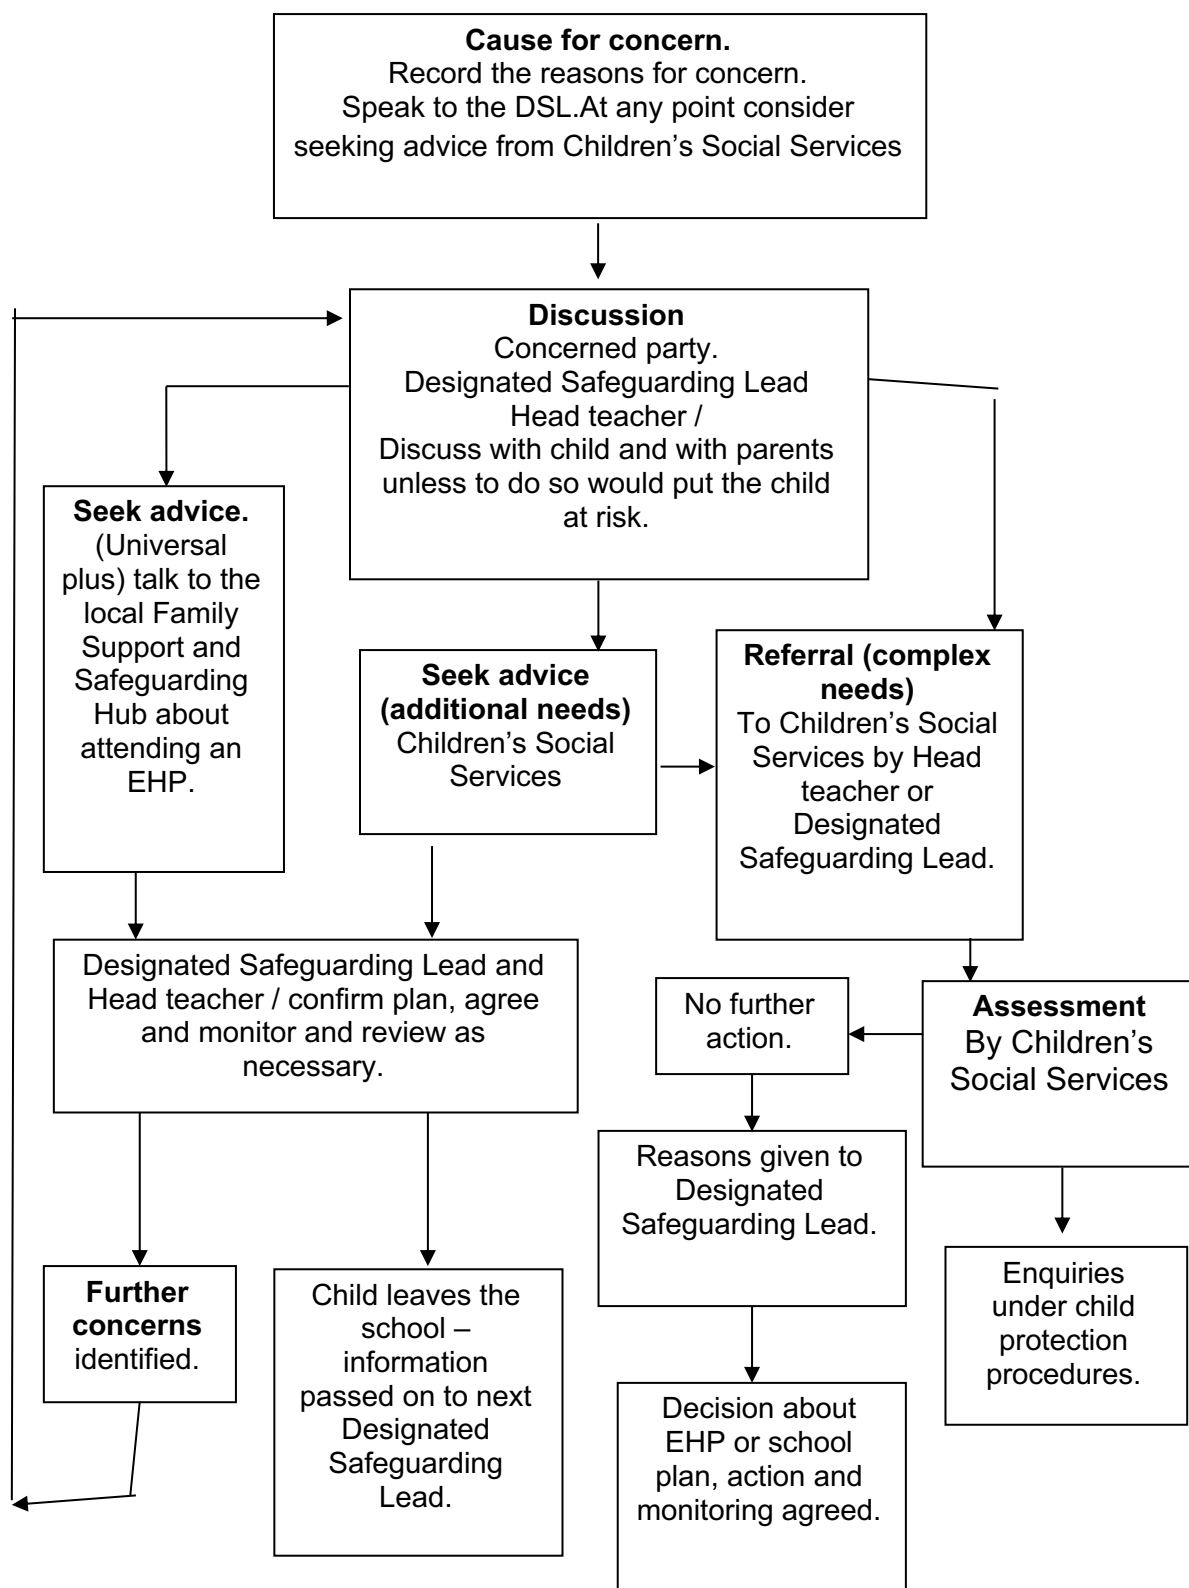 Cause for concern.
Record the reasons for concern.
Speak to the DSL.At any point consider
seeking advice from Children’s Social Services
Discussion
Concerned party.
Designated Safeguarding Lead
Head teacher /
Discuss with child and with parents
unless to do so would put the child
at risk.
Seek advice.
(Universal
plus) talk to the
local Family
Support and
Safeguarding
Hub about
attending an
EHP.
Seek advice
(additional needs)
Children’s Social
Services
Referral (complex
needs)
To Children’s Social
Services by Head
teacher or
Designated
Safeguarding Lead.
Designated Safeguarding Lead and
Head teacher / confirm plan, agree
and monitor and review as
necessary.
No further
action.
Assessment
By Children’s
Social Services
Reasons given to
Designated
Safeguarding Lead.
Further
concerns
identified.
Child leaves the
school –
information
passed on to next
Designated
Safeguarding
Lead.
Enquiries
under child
protection
procedures.
Decision about
EHP or school
plan, action and
monitoring agreed.